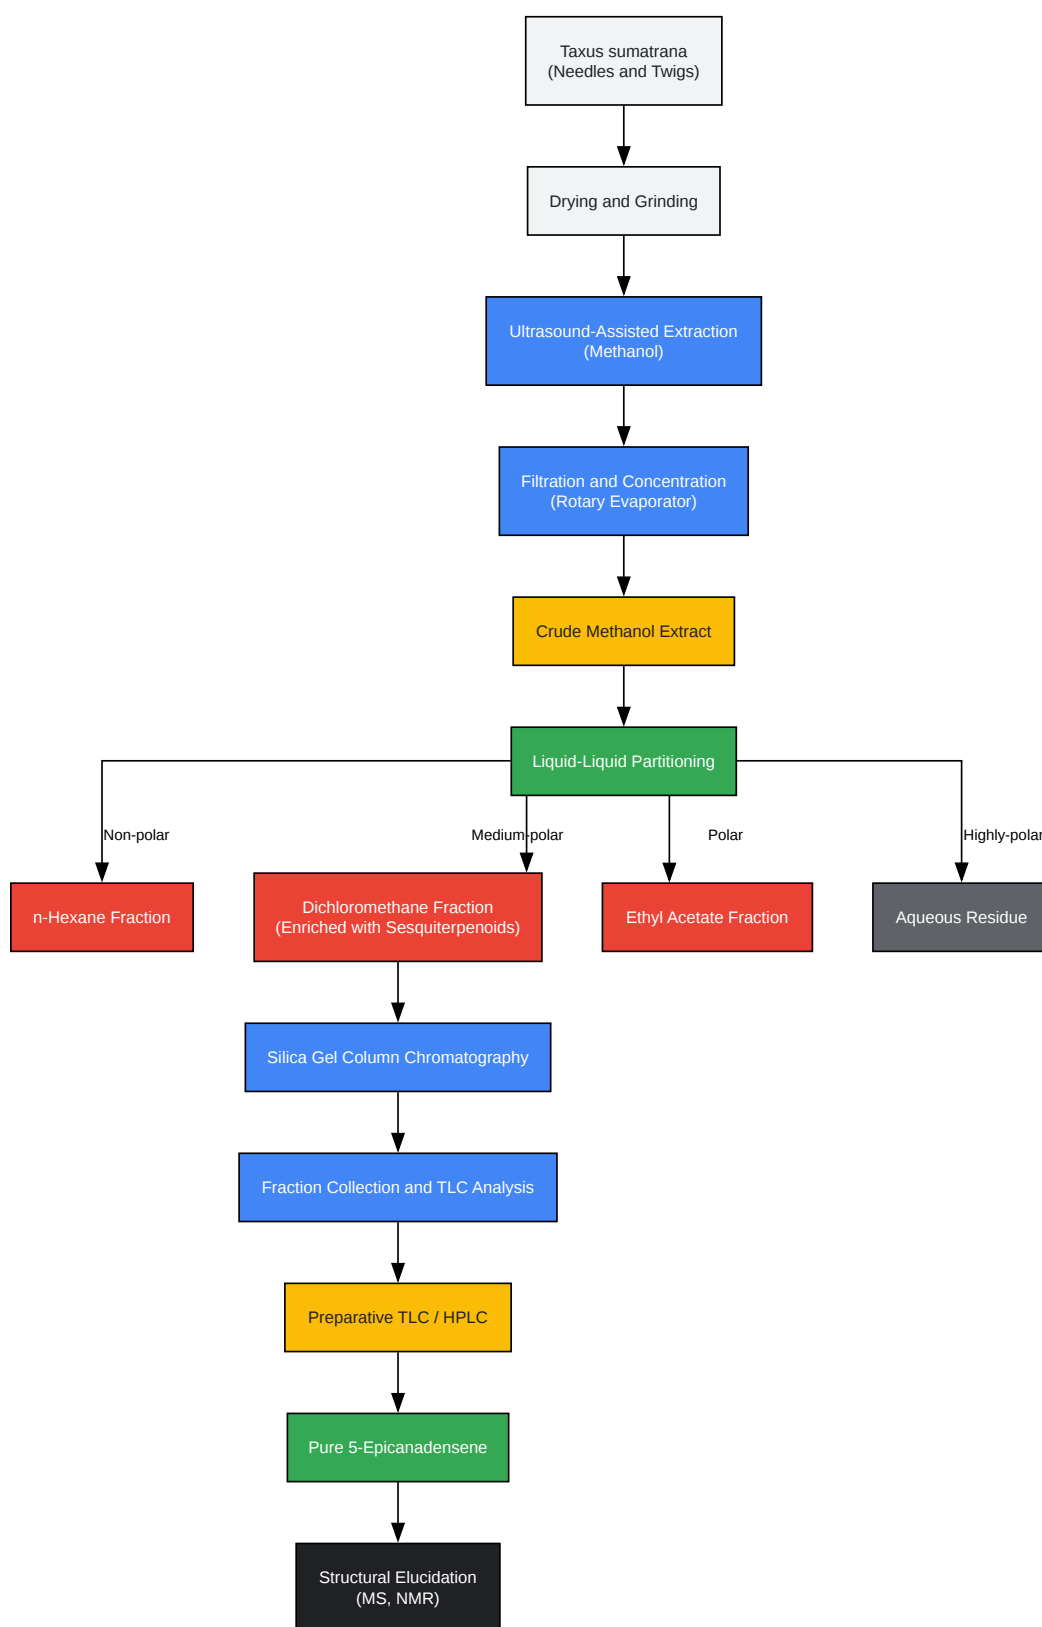 Taxus sumatrana
(Needles and Twigs)
Drying and Grinding
Ultrasound-Assisted Extraction
(Methanol)
Filtration and Concentration
(Rotary Evaporator)
Crude Methanol Extract
Liquid-Liquid Partitioning
Non-polar
Medium-polar
Polar
Highly-polar
n-Hexane Fraction
Dichloromethane Fraction
(Enriched with Sesquiterpenoids)
Ethyl Acetate Fraction
Aqueous Residue
Silica Gel Column Chromatography
Fraction Collection and TLC Analysis
Preparative TLC / HPLC
Pure 5-Epicanadensene
Structural Elucidation
(MS, NMR)